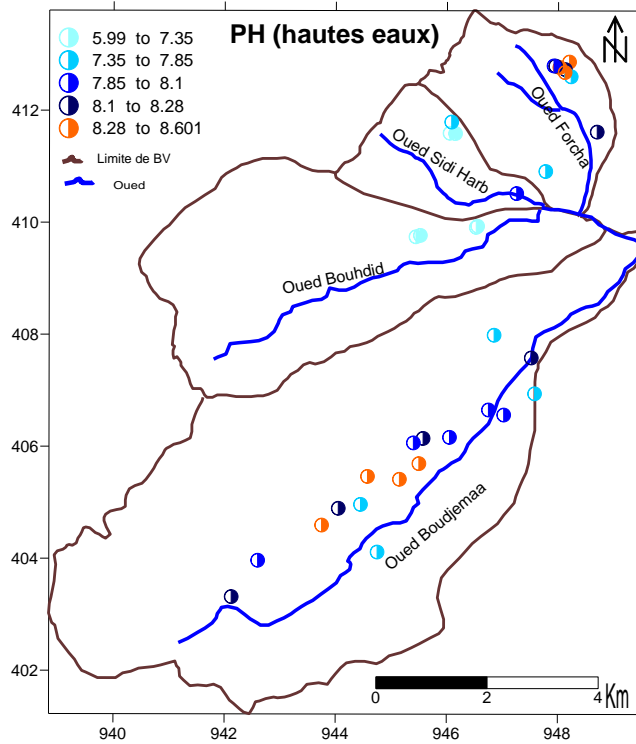 PH (hautes eaux)
N
5.99 to 7.35
7.35 to 7.85
7.85 to 8.1
8.1 to 8.28
8.28 to 8.601
Limite de BV
Oued
Oued Forcha
Oued Sidi Harb
Oued Bouhdid
Oued Boudjemaa
412
410
408
406
404
402
0 2 4 Km
940 942 944 946 948